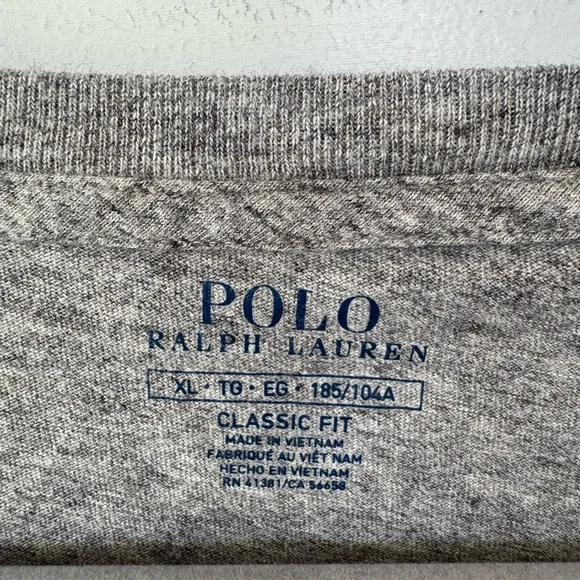 POLO
RALPH LAUREN
XL • TG • EG • 185/104A
CLASSIC FIT
MADE IN VIETNAM
FABRIQUÉ AU VIÊT NAM
HECHO EN VIETNAM
RN 41381/CA 56658